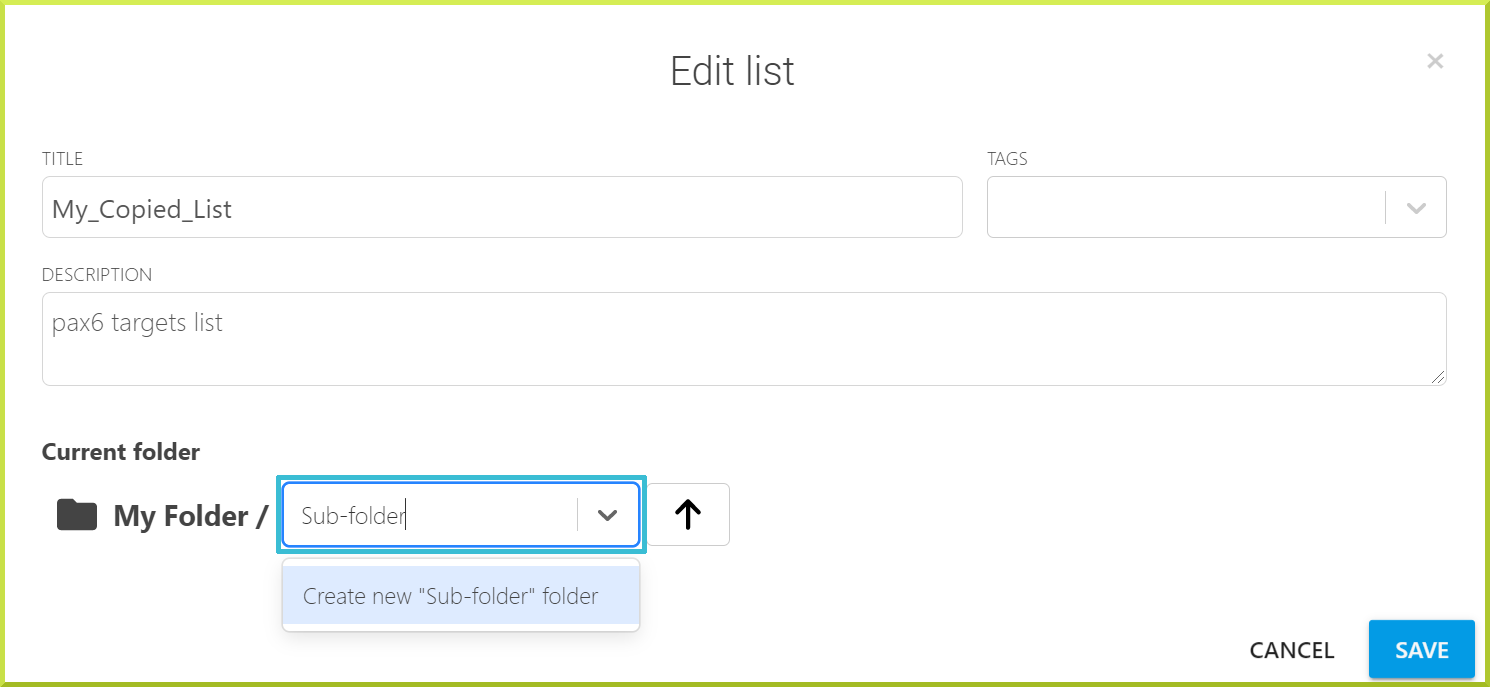 Edit list
×
TITLE
TAGS
My_Copied_List
DESCRIPTION
pax6 targets list
Current folder
My Folder / Sub-folder
Create new "Sub-folder" folder
CANCEL SAVE